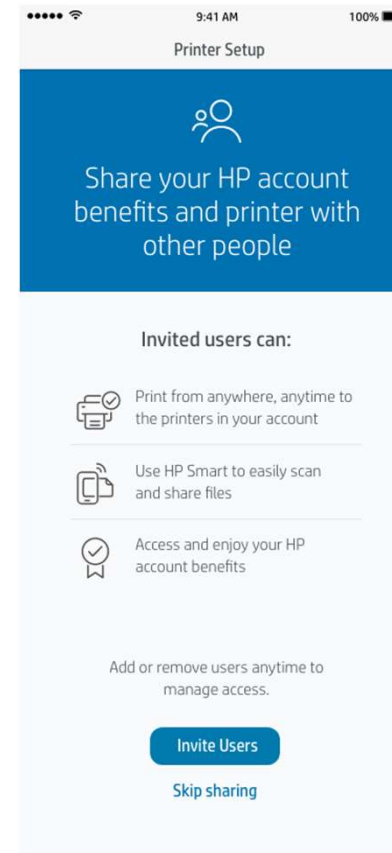 9:41 AM
100%
Printer Setup
Share your HP account
benefits and printer with
other people
Invited users can:
Print from anywhere, anytime to
the printers in your account
Use HP Smart to easily scan
and share files
Access and enjoy your HP
account benefits
Add or remove users anytime to
manage access.
Invite Users
Skip sharing